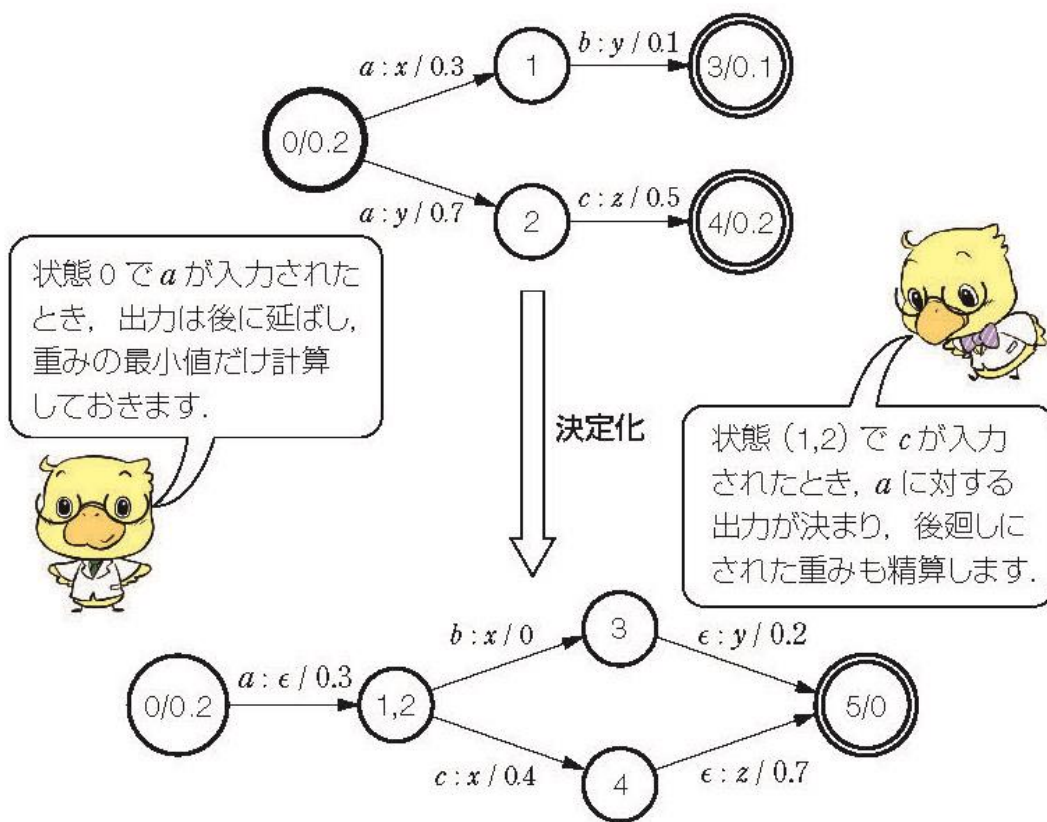 a : x / 0.3
1
b : y / 0.1
3/0.1
0/0.2
a : y / 0.7
2
c : z / 0.5
4/0.2
状態 0 で a が入力された
とき，出力は後に延ばし，
重みの最小値だけ計算
しておきます．
決定化
状態 (1,2) で c が入力
されたとき，a に対する
出力が決まり，後廻しに
された重みも精算します．
0/0.2
a : ϵ / 0.3
1,2
b : x / 0
3
ϵ : y / 0.2
c : x / 0.4
4
ϵ : z / 0.7
5/0